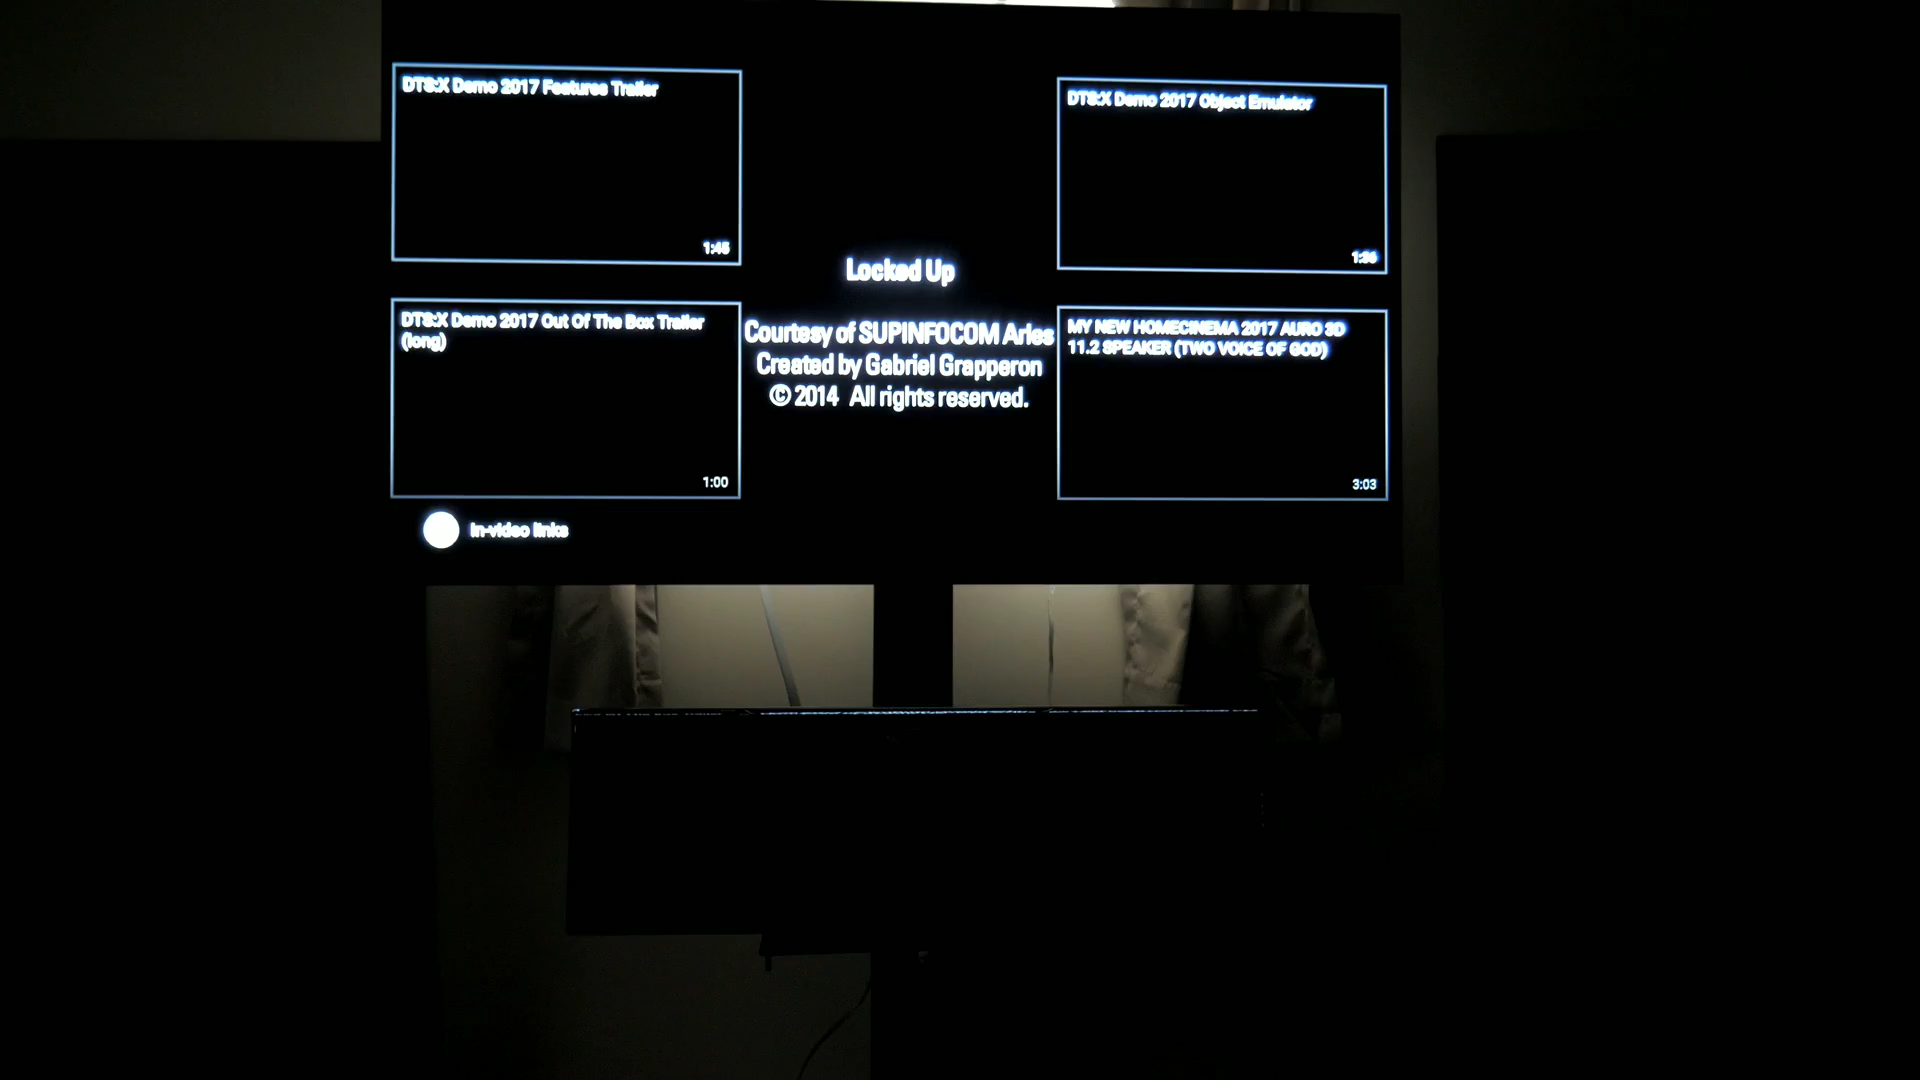 DTS:X Demo 2017 Features Trailer
1:45
DTS:X Demo 2017 Object Emulator
1:36
Locked Up
DTS:X Demo 2017 Out Of The Box Trailer
(long)
1:00
Courtesy of SUPINFOCOM Arles
Created by Gabriel Grapperon
© 2014 All rights reserved.
MY NEW HOMECINEMA 2017 AURO 3D
11.2 SPEAKER (TWO VOICE OF GOD)
3:03
In-video links